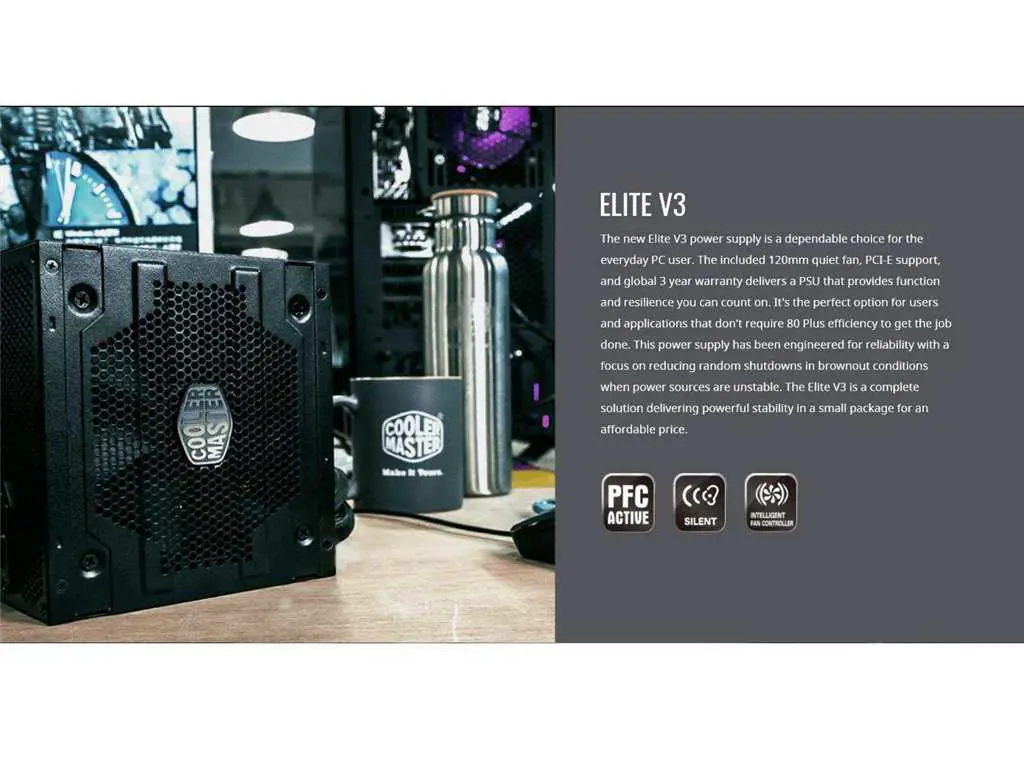 ELITE V3
The new Elite V3 power supply is a dependable choice for the
everyday PC user. The included 120mm quiet fan, PCI-E support,
and global 3 year warranty delivers a PSU that provides function
and resilience you can count on. It's the perfect option for users
and applications that don't require 80 Plus efficiency to get the job
done. This power supply has been engineered for reliability with a
focus on reducing random shutdowns in brownout conditions
when power sources are unstable. The Elite V3 is a complete
solution delivering powerful stability in a small package for an
affordable price.
PFC
ACTIVE
SILENT
INTELLIGENT
FAN CONTROLLER
COOLER
MASTER
COOLER
MASTER
Make It Yours.